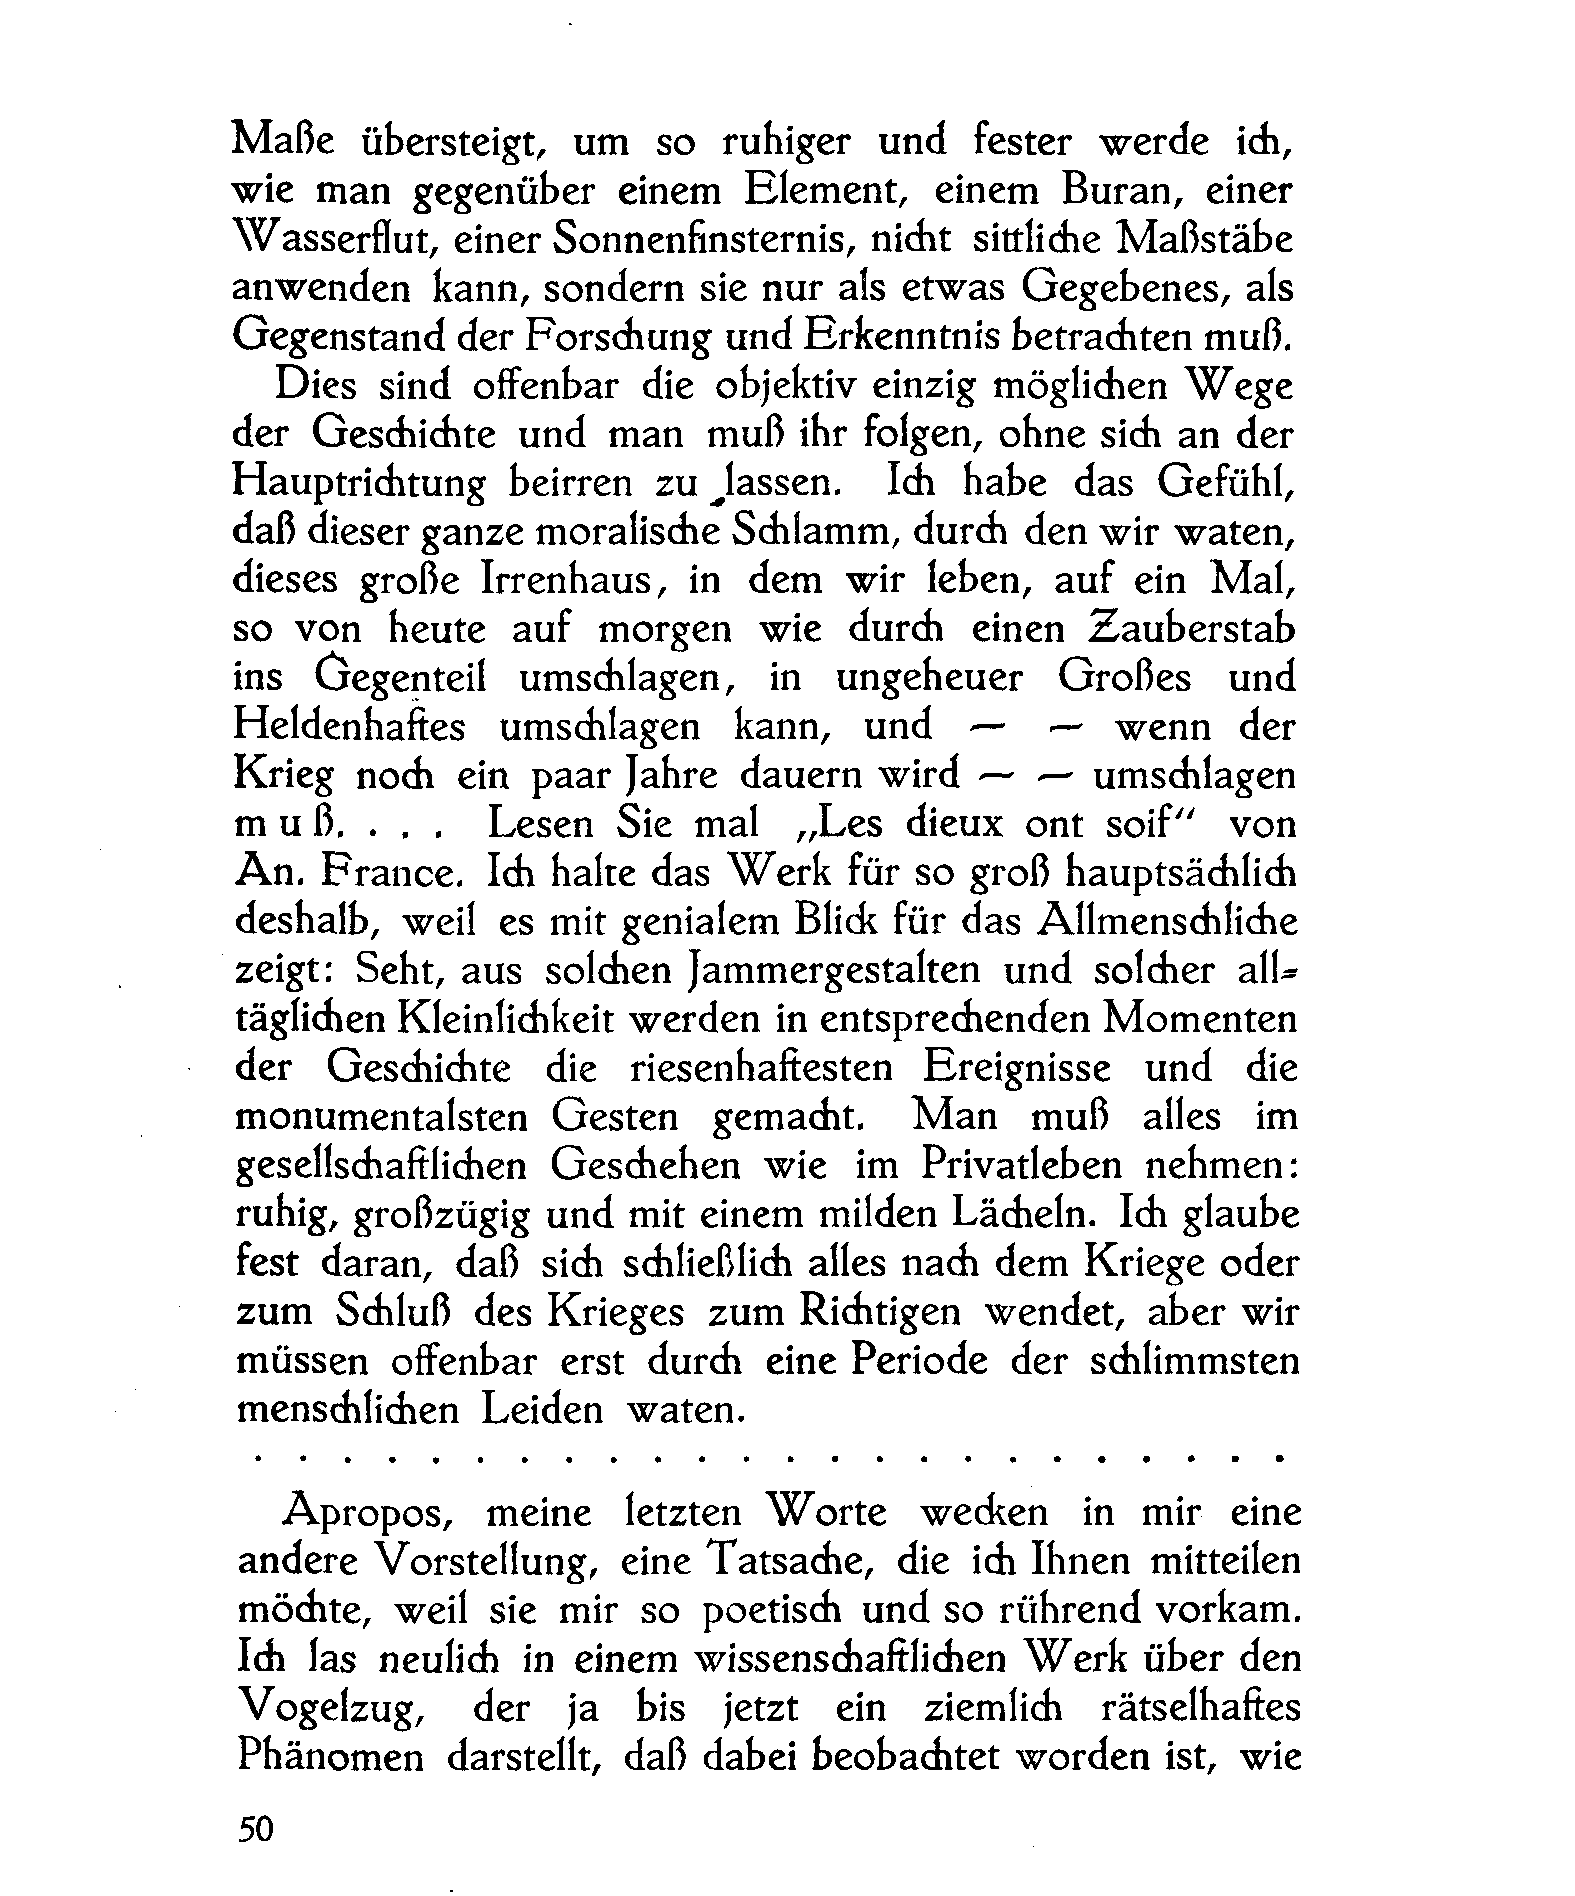 Maße übersteigt, um so ruhiger und fester werde ich,
wie man gegenüber einem Element, einem Buran, einer
Wasserflut, einer Sonnenfinsternis, nicht sittliche Maßstäbe
anwenden kann, sondern sie nur als etwas Gegebenes, als
Gegenstand der Forschung und Erkenntnis betrachten muß.
Dies sind offenbar die objektiv einzig möglichen Wege
der Geschichte und man muß ihr folgen, ohne sich an der
Hauptrichtung beirren zu lassen. Ich habe das Gefühl,
daß dieser ganze moralische Schlamm, durch den wir waten,
dieses große Irrenhaus, in dem wir leben, auf ein Mal,
so von heute auf morgen wie durch einen Zauberstab
ins Gegenteil umschlagen, in ungeheuer Großes und
Heldenhaftes umschlagen kann, und — — wenn der
Krieg noch ein paar Jahre dauern wird — — umschlagen
m u ß. . . . Lesen Sie mal „Les dieux ont soif" von
An. France. Ich halte das Werk für so groß hauptsächlich
deshalb, weil es mit genialem Blick für das Allmenschliche
zeigt: Seht, aus solchen Jammergestalten und solcher all-
täglichen Kleinlichkeit werden in entsprechenden Momenten
der Geschichte die riesenhaftesten Ereignisse und die
monumentalsten Gesten gemacht. Man muß alles im
gesellschaftlichen Geschehen wie im Privatleben nehmen:
ruhig, großzügig und mit einem milden Lächeln. Ich glaube
fest daran, daß sich schließlich alles nach dem Kriege oder
zum Schluß des Krieges zum Richtigen wendet, aber wir
müssen offenbar erst durch eine Periode der schlimmsten
menschlichen Leiden waten.
. . . . . . . . . . . . . . . . . . . . . . . .
Apropos, meine letzten Worte wecken in mir eine
andere Vorstellung, eine Tatsache, die ich Ihnen mitteilen
möchte, weil sie mir so poetisch und so rührend vorkam.
Ich las neulich in einem wissenschaftlichen Werk über den
Vogelzug, der ja bis jetzt ein ziemlich rätselhaftes
Phänomen darstellt, daß dabei beobachtet worden ist, wie
50